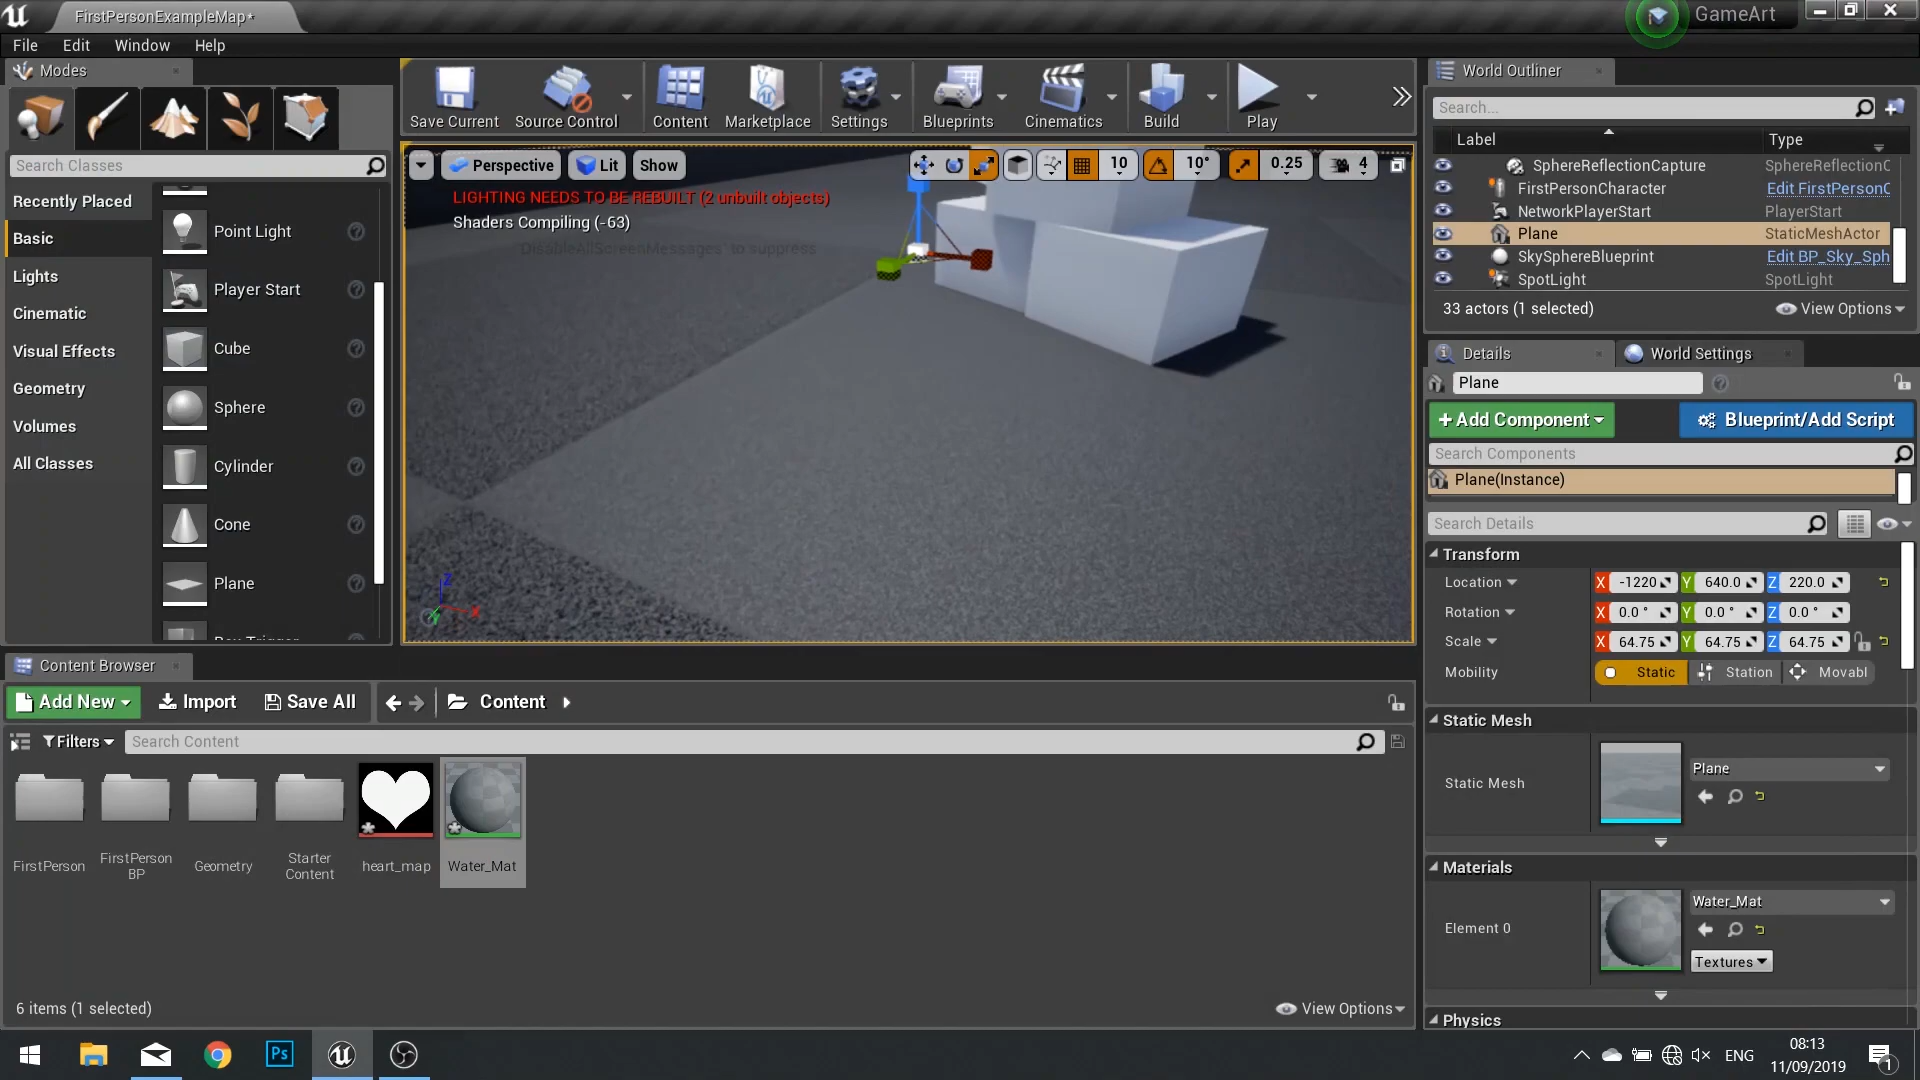 FirstPersonExampleMap*
GameArt
File Edit Window Help
Modes
Search Classes
Recently Placed
Basic
Lights
Cinematic
Visual Effects
Geometry
Volumes
All Classes
Point Light
Player Start
Cube
Sphere
Cylinder
Cone
Plane
Save Current
Source Control
Content
Marketplace
Settings
Blueprints
Cinematics
Build
Play
Perspective
Lit
Show
10
10°
0.25
4
LIGHTING NEEDS TO BE REBUILT (2 unbuilt objects)
Shaders Compiling (-63)
'DisableAllScreenMessages' to suppress
Z
X
World Outliner
Search...
Label Type
SphereReflectionCapture SphereReflectionC
FirstPersonCharacter Edit FirstPersonC
NetworkPlayerStart PlayerStart
Plane StaticMeshActor
SkySphereBlueprint Edit BP_Sky_Sph
SpotLight SpotLight
33 actors (1 selected)
View Options
Details
World Settings
Plane
+Add Component
Blueprint/Add Script
Search Components
Plane(Instance)
Search Details
Transform
Location X -1220 Y 640.0 Z 220.0
Rotation X 0.0 ° Y 0.0 ° Z 0.0 °
Scale X 64.75 Y 64.75 Z 64.75
Mobility Static Station Movabl
Static Mesh
Static Mesh
Plane
Materials
Element 0
Water_Mat
Textures
Physics
Content Browser
Add New
Import
Save All
Content
Filters
Search Content
FirstPerson
FirstPerson
BP
Geometry
Starter
Content
heart_map
Water_Mat
6 items (1 selected)
View Options
Ps
ENG
08:13
11/09/2019
1